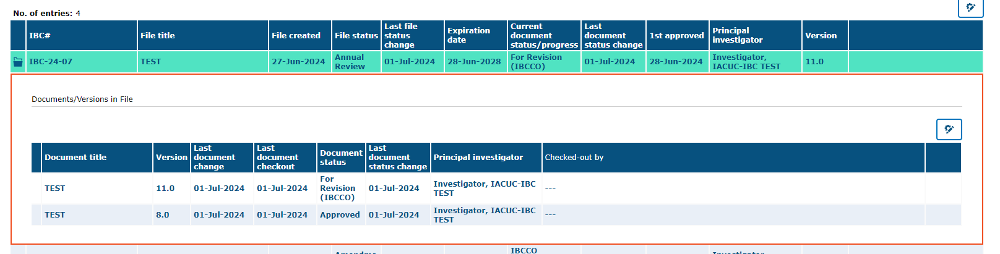 No. of entries: 4
IBC# File title File created File status Last file status change Expiration date Current document status/progress Last document status change 1st approved Principal investigator Version
IBC-24-07 TEST 27-Jun-2024 Annual Review 01-Jul-2024 28-Jun-2028 For Revision (IBCCO) 01-Jul-2024 28-Jun-2024 Investigator, IACUC-IBC TEST 11.0
Documents/Versions in File
Document title Version Last document change Last document checkout Document status Last document status change Principal investigator Checked-out by
TEST 11.0 01-Jul-2024 01-Jul-2024 For Revision (IBCCO) 01-Jul-2024 Investigator, IACUC-IBC TEST ---
TEST 8.0 01-Jul-2024 01-Jul-2024 Approved 01-Jul-2024 Investigator, IACUC-IBC TEST ---
IBCCO